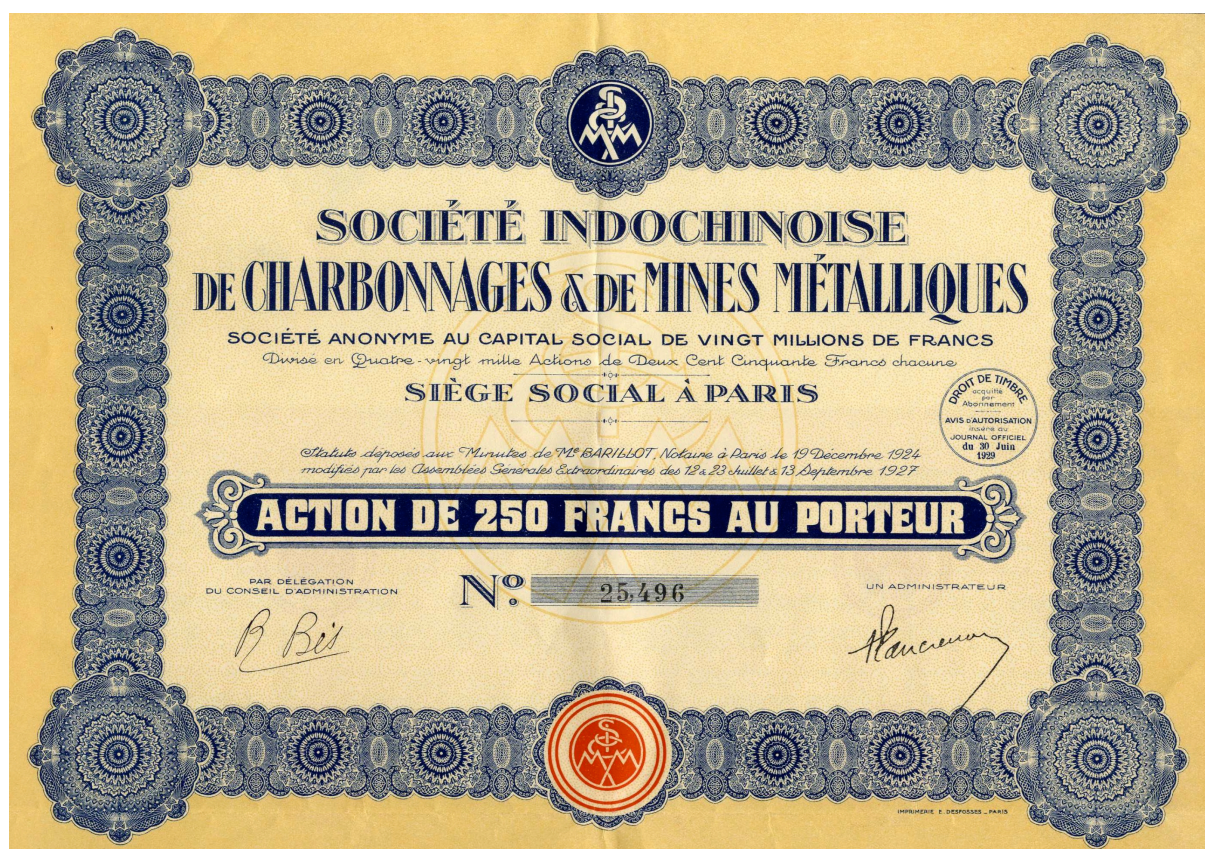 SOCIÉTÉ INDOCHINOISE
DE CHARBONNAGES & DE MINES MÉTALLIQUES
SOCIÉTÉ ANONYME AU CAPITAL SOCIAL DE VINGT MILLIONS DE FRANCS
Divisé en Quatre-vingt mille Actions de Deux Cent Cinquante Francs chacune
SIÈGE SOCIAL À PARIS
DROIT DE TIMBRE
acquitté
par
Abonnement
AVIS D'AUTORISATION
inséré au
JOURNAL OFFICIEL
du 30 Juin
1929
Statuts déposés aux Minutes de Me BARILLOT, Notaire à Paris le 19 Décembre 1924
modifiés par les Assemblées Générales Extraordinaires des 12 & 23 Juillet & 13 Septembre 1927
ACTION DE 250 FRANCS AU PORTEUR
PAR DÉLÉGATION
DU CONSEIL D'ADMINISTRATION
No. 25.496
UN ADMINISTRATEUR
IMPRIMERIE E. DESFOSSÉS _ PARIS